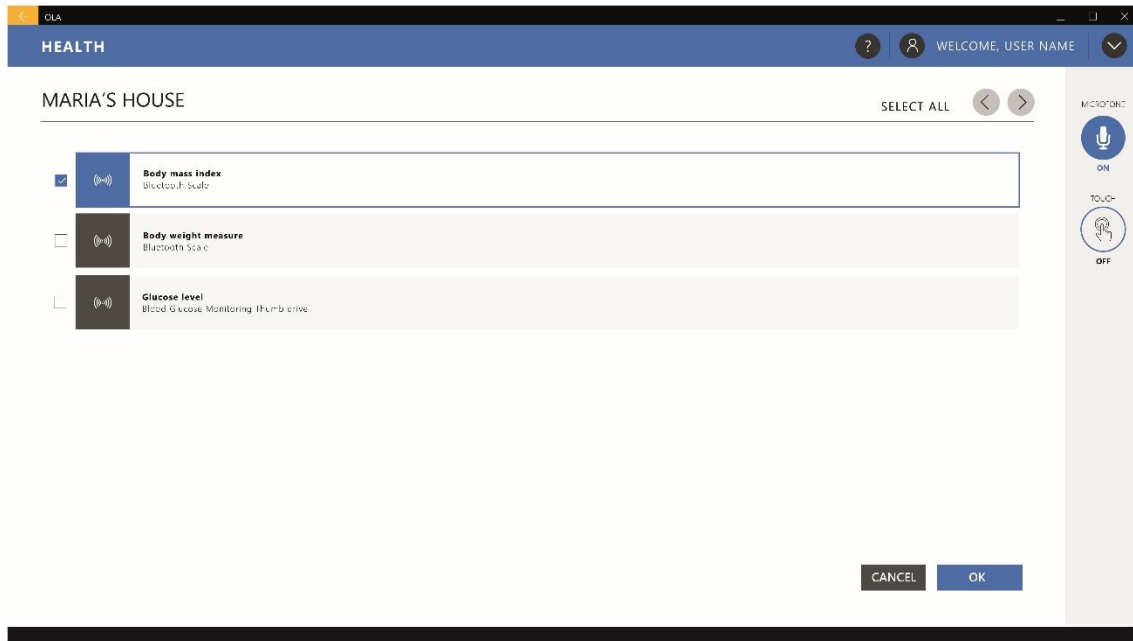 OLA
HEALTH
? WELCOME, USER NAME
MARIA'S HOUSE
SELECT ALL
Body mass index
Bluetooth Scale
Body weight measure
Bluetooth Scale
Glucose level
Blood Glucose Monitoring Thumb drive
CANCEL OK
MICROFONE
ON
TOUCH
OFF